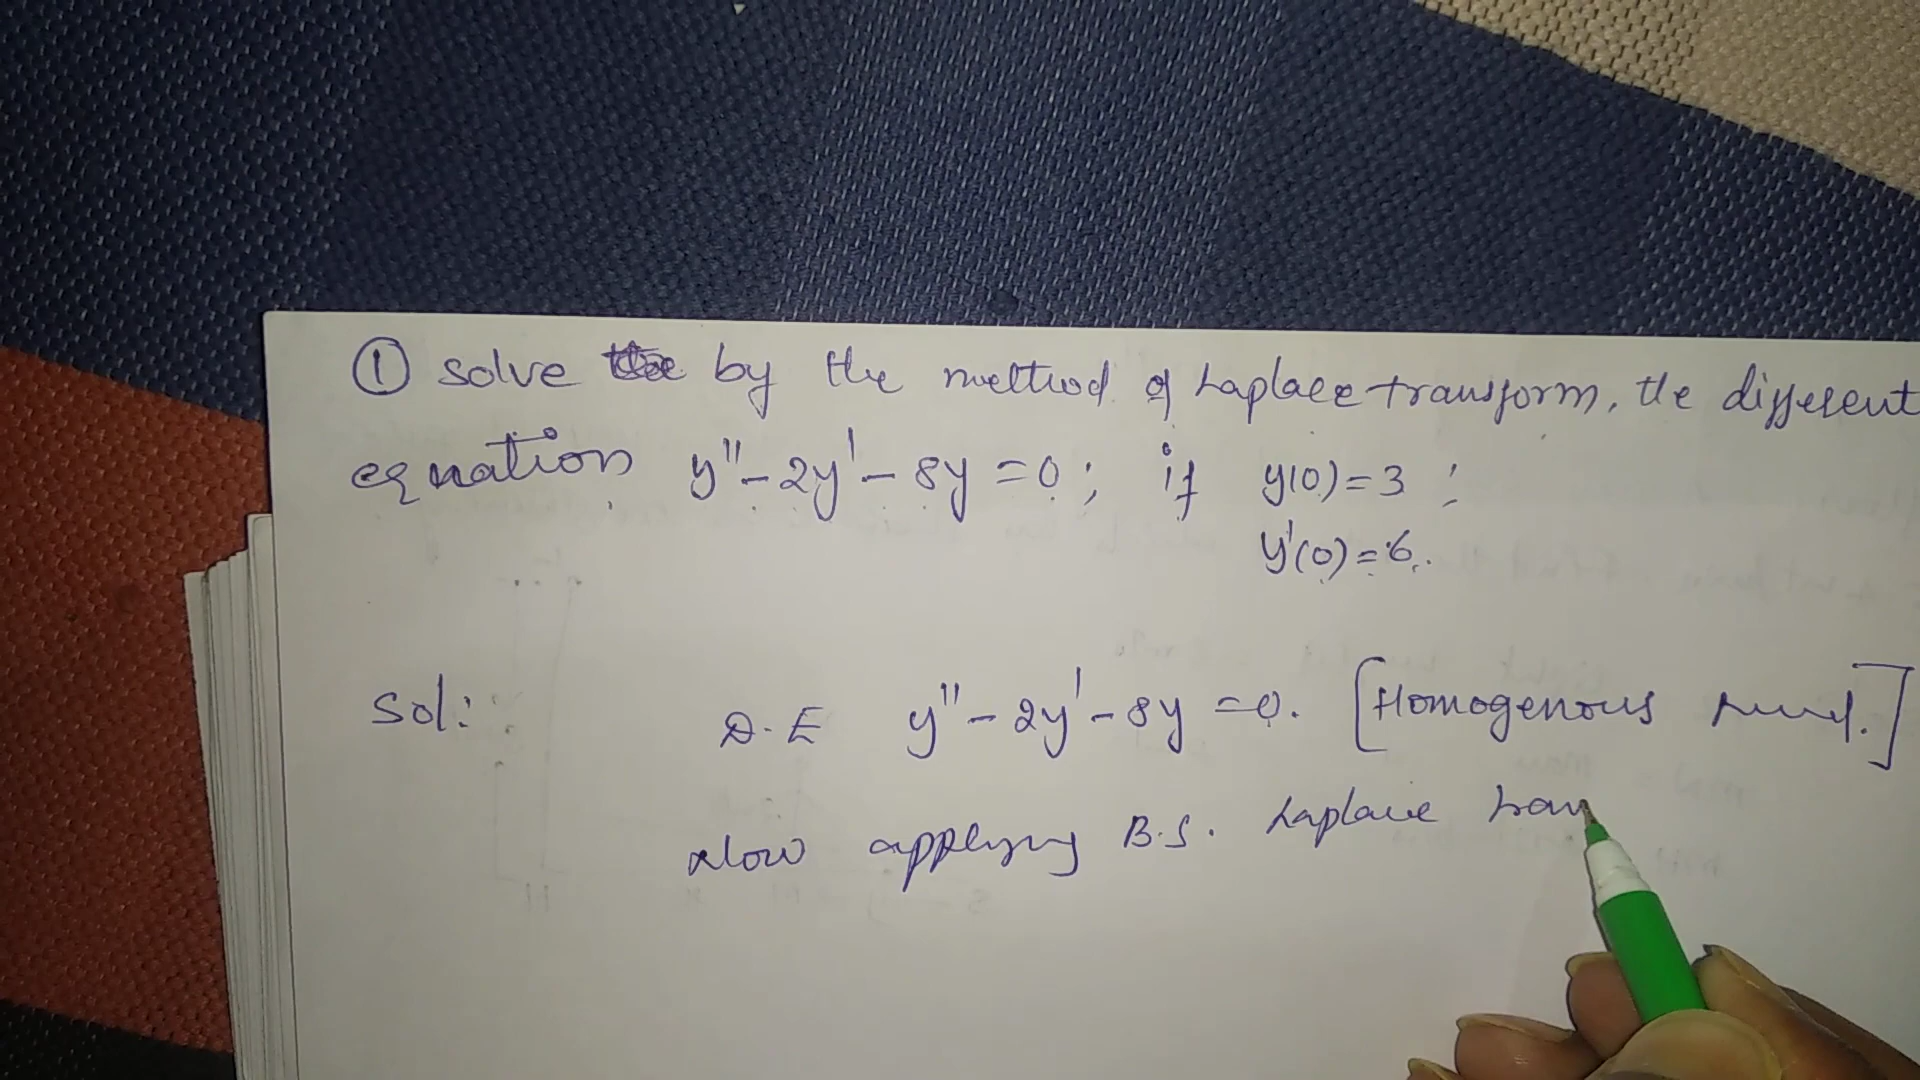 ① solve by the method of Laplace transform, the different
equation y" - 2y' - 8y = 0 ; if y(0) = 3 ;
y'(0) = 6.
Sol: D.E y" - 2y' - 8y = 0. [Homogenous
Now applying B.S. Laplace tran